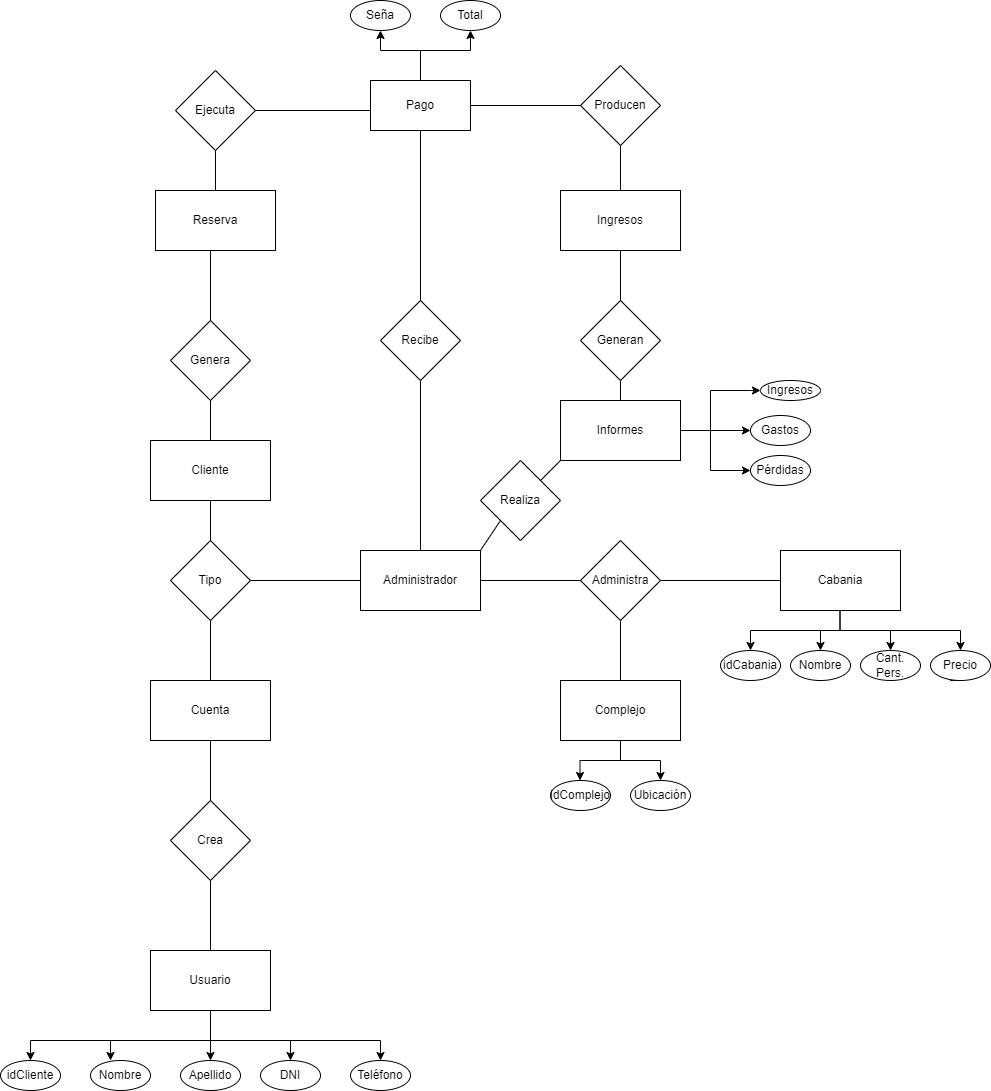 Seña
Total
Ejecuta
Pago
Producen
Reserva
Ingresos
Genera
Recibe
Generan
Ingresos
Informes
Gastos
Cliente
Pérdidas
Realiza
Tipo
Administrador
Administra
Cabania
idCabania
Nombre
Cant.
Pers.
Precio
Cuenta
Complejo
idComplejo
Ubicación
Crea
Usuario
idCliente
Nombre
Apellido
DNI
Teléfono